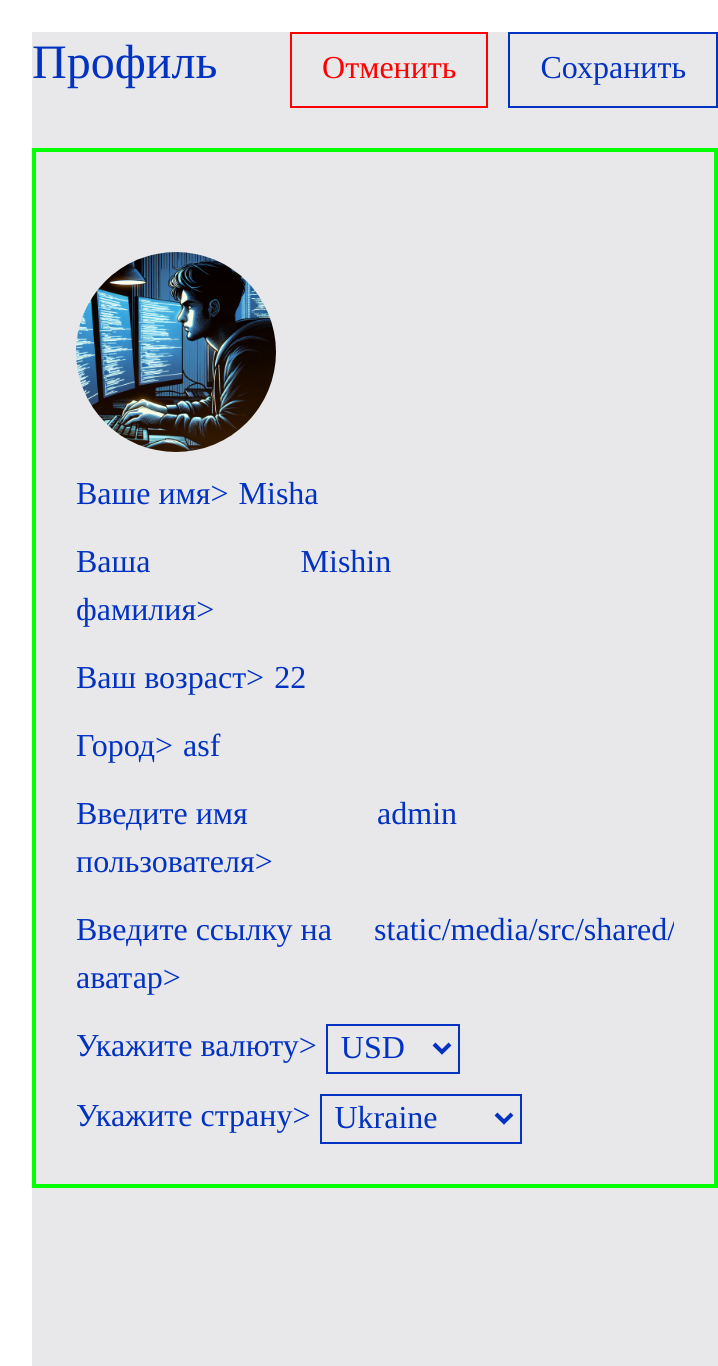 Профиль Отменить Сохранить
Ваше имя> Misha
Ваша Mishin
фамилия>
Ваш возраст> 22
Город> asf
Введите имя admin
пользователя>
Введите ссылку на static/media/src/shared/
аватар>
Укажите валюту> USD
Укажите страну> Ukraine